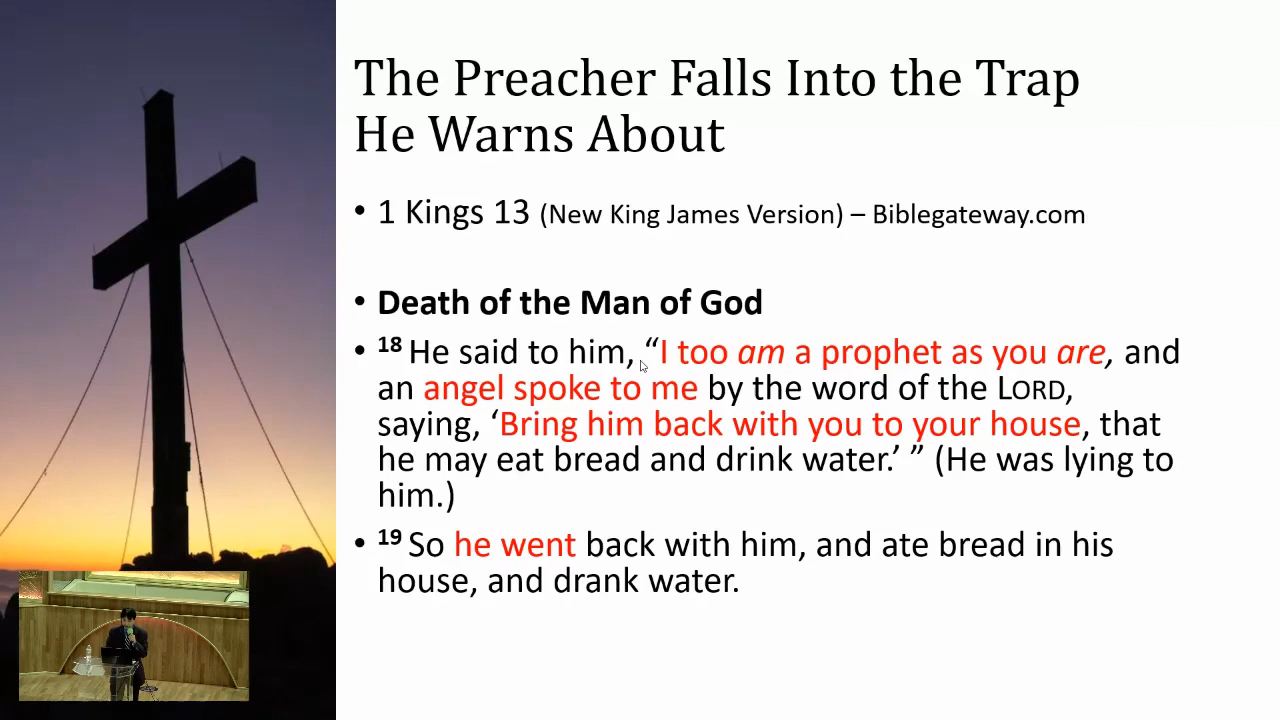 The Preacher Falls Into the Trap
He Warns About
• 1 Kings 13 (New King James Version) – Biblegateway.com
• Death of the Man of God
• 18 He said to him, “I too am a prophet as you are, and
an angel spoke to me by the word of the LORD,
saying, ‘Bring him back with you to your house, that
he may eat bread and drink water.’ ” (He was lying to
him.)
• 19 So he went back with him, and ate bread in his
house, and drank water.